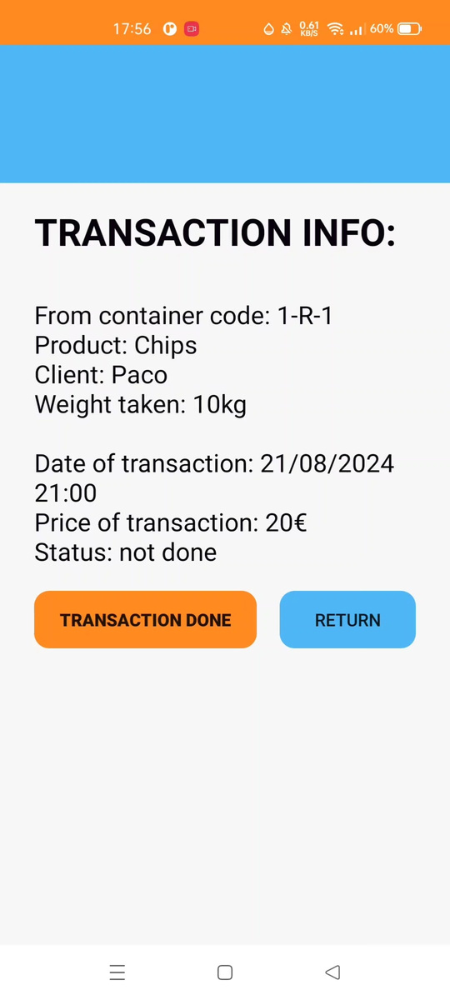 17:56 0.61 KB/S 60%
TRANSACTION INFO:
From container code: 1-R-1
Product: Chips
Client: Paco
Weight taken: 10kg
Date of transaction: 21/08/2024
21:00
Price of transaction: 20€
Status: not done
TRANSACTION DONE RETURN